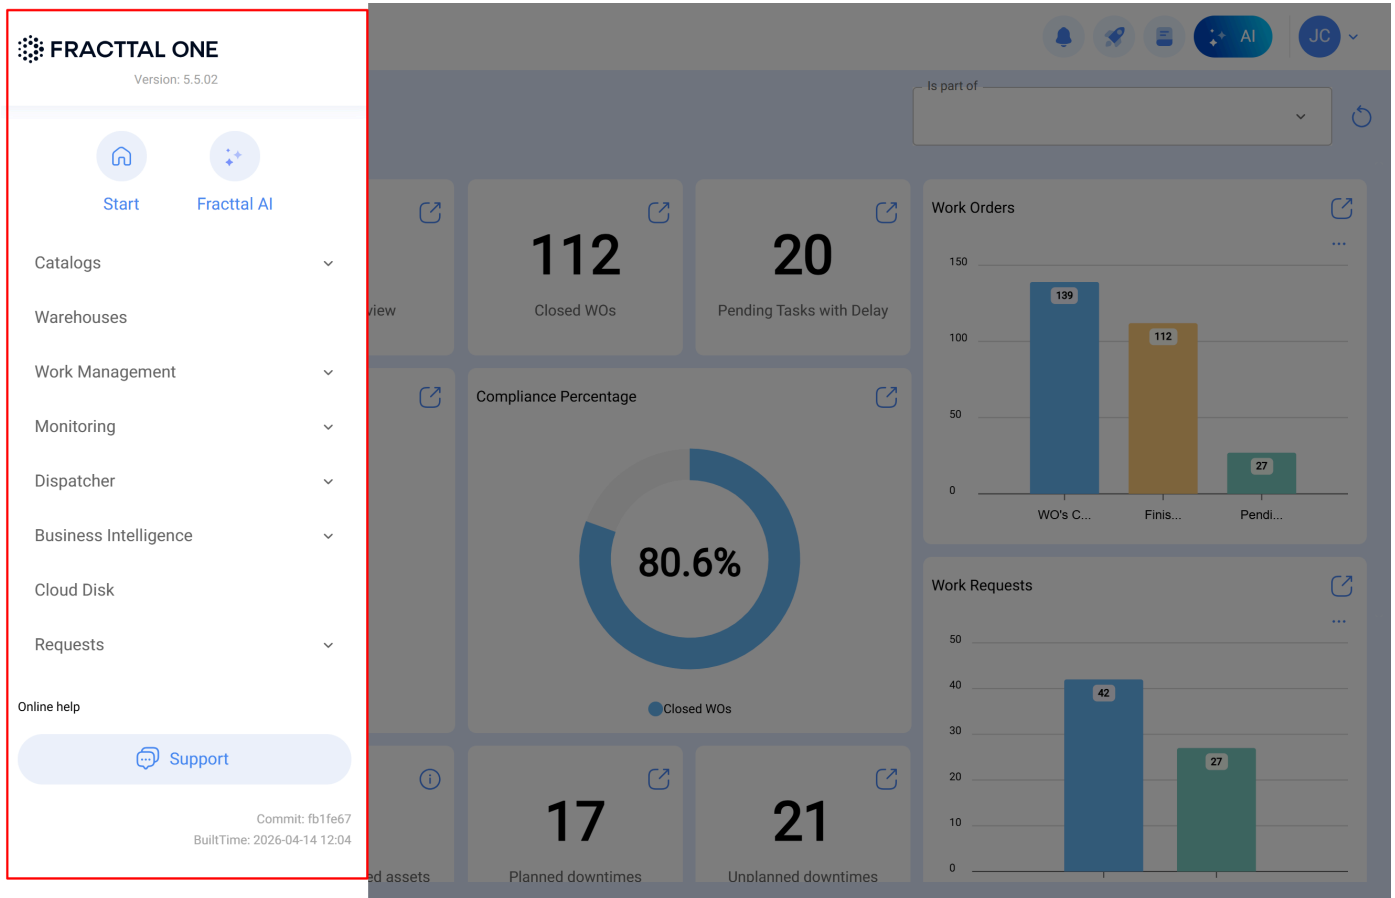 FRACTTAL ONE
Version: 5.5.02
Start
Fracttal AI
Catalogs
Warehouses
Work Management
Monitoring
Dispatcher
Business Intelligence
Cloud Disk
Requests
Online help
Support
Commit: fb1fe67
BuiltTime: 2026-04-14 12:04
AI
JC
Is part of
view
112
Closed WOs
20
Pending Tasks with Delay
Work Orders
150
100
50
0
139
112
27
WO's C...
Finis...
Pendi...
Compliance Percentage
80.6%
Closed WOs
Work Requests
50
40
30
20
10
0
42
27
ed assets
17
Planned downtimes
21
Unplanned downtimes